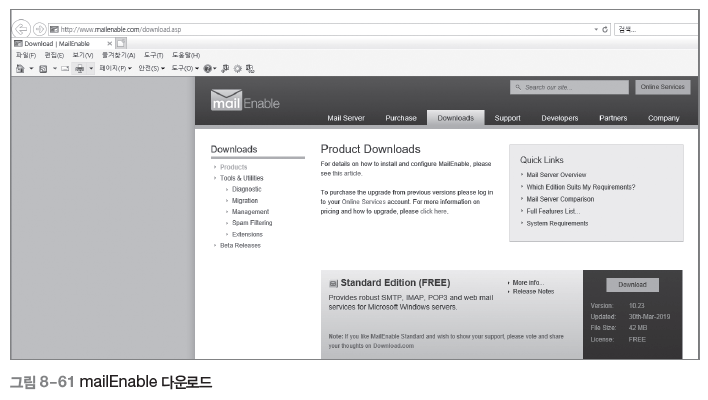 http://www.mailenable.com/download.asp
검색...
Download | MailEnable
파일(F) 편집(E) 보기(V) 즐겨찾기(A) 도구(T) 도움말(H)
페이지(P) 안전(S) 도구(O)
mail Enable
Search our site...
Online Services
Mail Server Purchase Downloads Support Developers Partners Company
Downloads
Products
Tools & Utilities
Diagnostic
Migration
Management
Spam Filtering
Extensions
Beta Releases
Product Downloads
For details on how to install and configure MailEnable, please
see this article.
To purchase the upgrade from previous versions please log in
to your Online Services account. For more information on
pricing and how to upgrade, please click here.
Quick Links
Mail Server Overview
Which Edition Suits My Requirements?
Mail Server Comparison
Full Features List...
System Requirements
Standard Edition (FREE)
Provides robust SMTP, IMAP, POP3 and web mail
services for Microsoft Windows servers.
More info...
Release Notes
Note: If you like MailEnable Standard and wish to show your support, please vote and share
your thoughts on Download.com
Download
Version: 10.23
Updated: 30th-Mar-2019
File Size: 42 MB
License: FREE
그림 8-61 mailEnable 다운로드